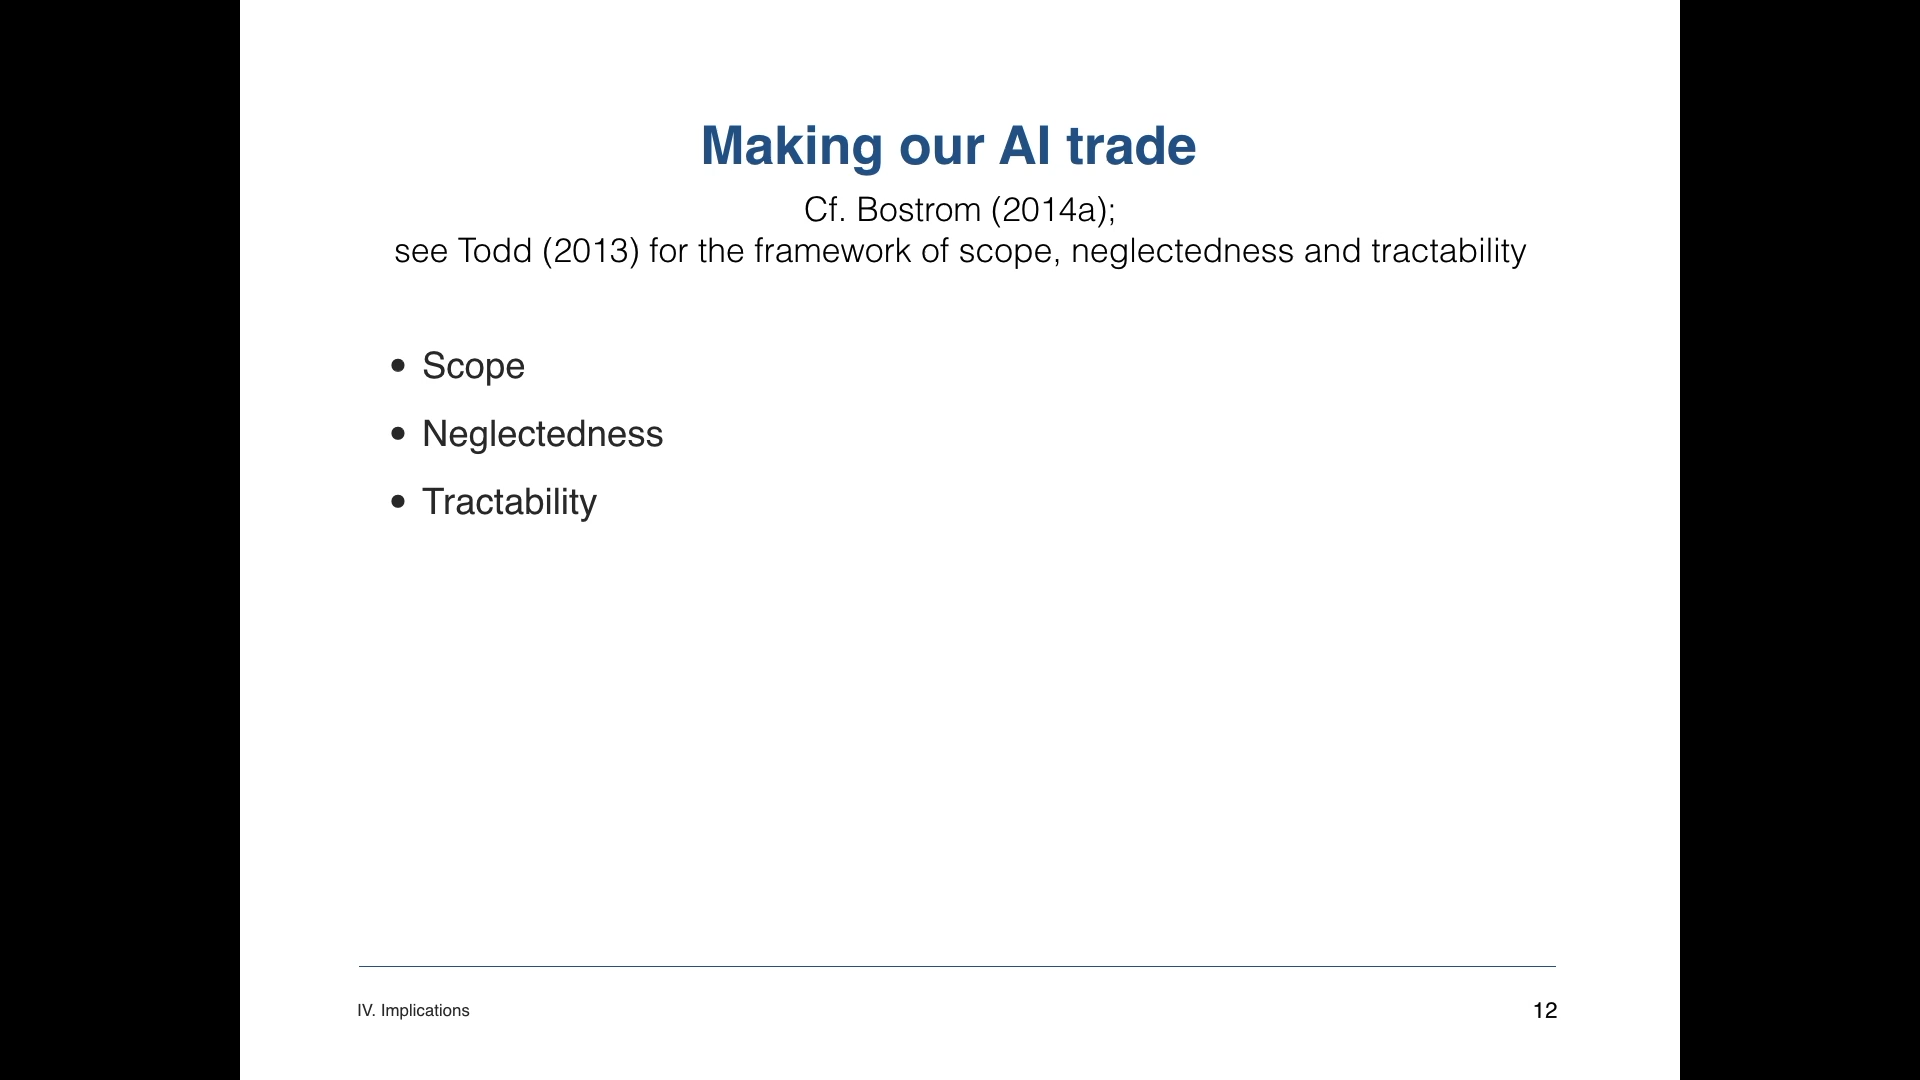 Making our AI trade
Cf. Bostrom (2014a);
see Todd (2013) for the framework of scope, neglectedness and tractability
• Scope
• Neglectedness
• Tractability
IV. Implications
12